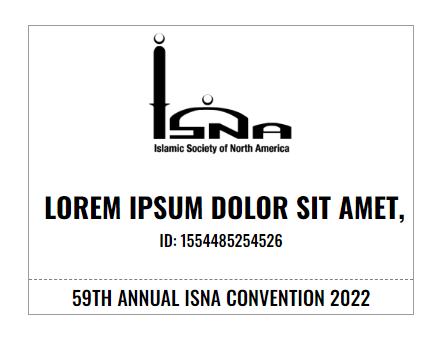 ISNA
Islamic Society of North America
LOREM IPSUM DOLOR SIT AMET,
ID: 1554485254526
59TH ANNUAL ISNA CONVENTION 2022